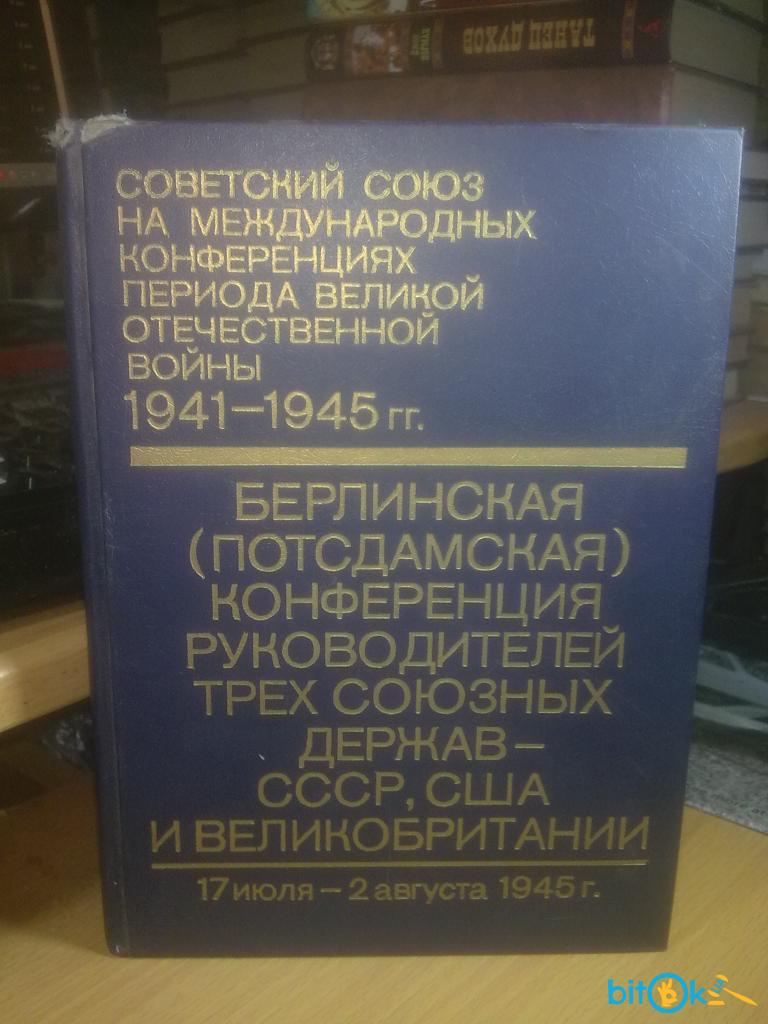 ТАНЕЦ ДУХОВ
СОВЕТСКИЙ СОЮЗ
НА МЕЖДУНАРОДНЫХ
КОНФЕРЕНЦИЯХ
ПЕРИОДА ВЕЛИКОЙ
ОТЕЧЕСТВЕННОЙ
ВОЙНЫ
1941–1945 гг.
БЕРЛИНСКАЯ
(ПОТСДАМСКАЯ)
КОНФЕРЕНЦИЯ
РУКОВОДИТЕЛЕЙ
ТРЕХ СОЮЗНЫХ
ДЕРЖАВ –
СССР, США
И ВЕЛИКОБРИТАНИИ
17 июля – 2 августа 1945 г.
bitOk